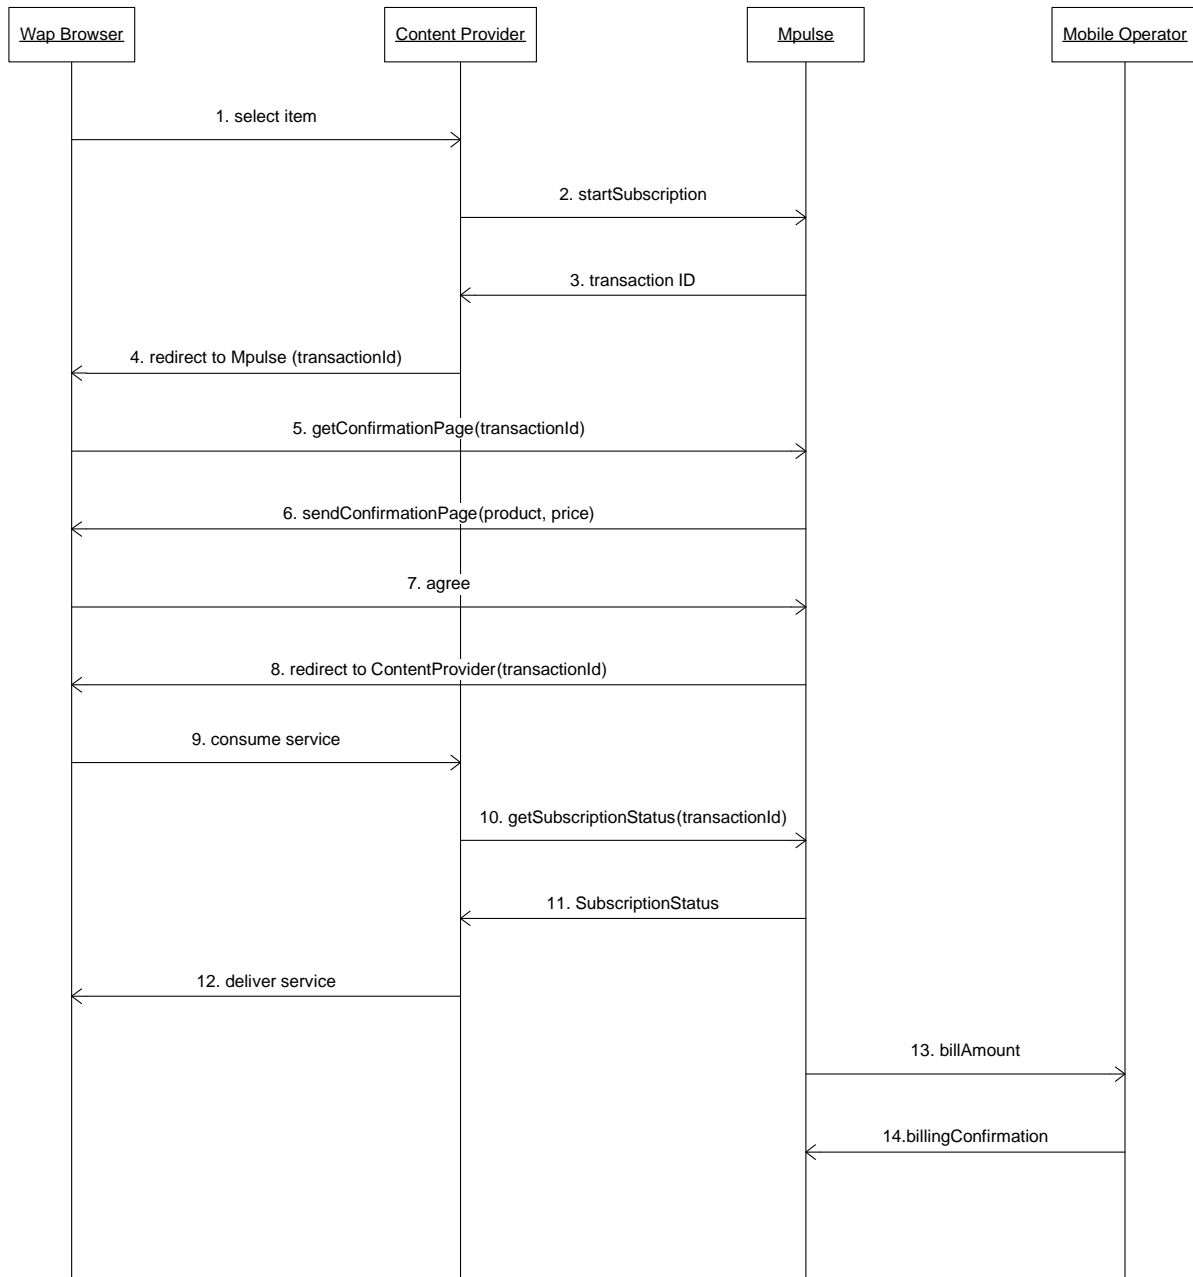 Wap Browser
Content Provider
Mpulse
Mobile Operator
1. select item
2. startSubscription
3. transaction ID
4. redirect to Mpulse (transactionId)
5. getConfirmationPage(transactionId)
6. sendConfirmationPage(product, price)
7. agree
8. redirect to ContentProvider(transactionId)
9. consume service
10. getSubscriptionStatus(transactionId)
11. SubscriptionStatus
12. deliver service
13. billAmount
14.billingConfirmation